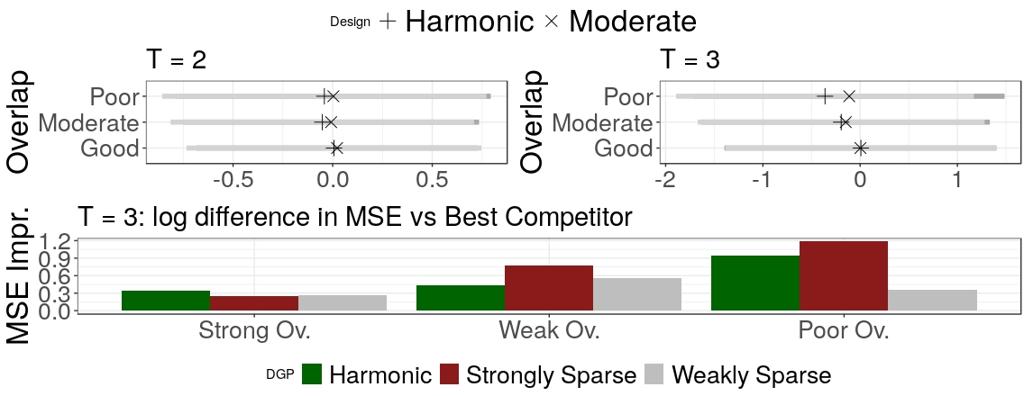 Design Harmonic Moderate
T = 2
T = 3
Overlap
Poor
Moderate
Good
-0.5 0.0 0.5
Overlap
Poor
Moderate
Good
-2 -1 0 1
T = 3: log difference in MSE vs Best Competitor
MSE Impr.
1.2
0.9
0.6
0.3
0.0
Strong Ov. Weak Ov. Poor Ov.
DGP Harmonic Strongly Sparse Weakly Sparse